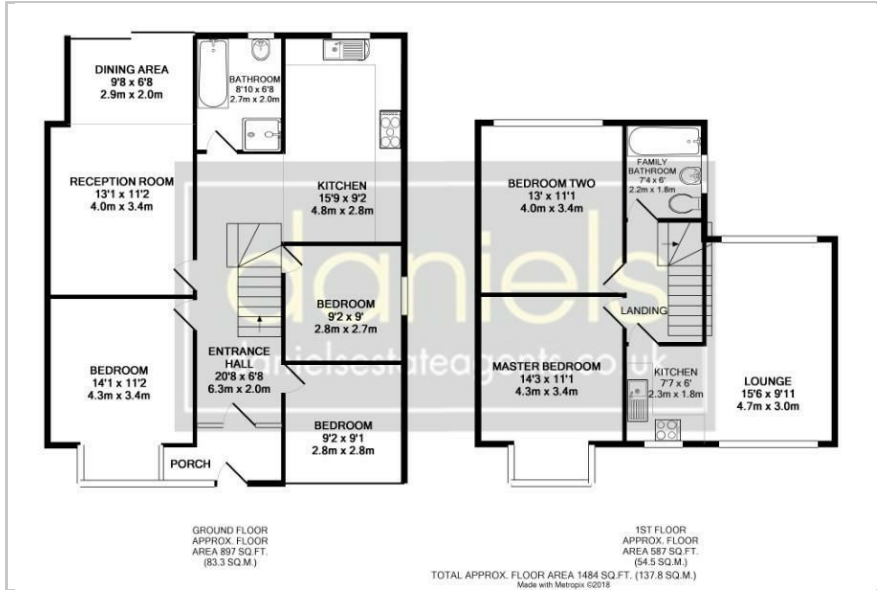 DINING AREA
9'8 x 6'8
2.9m x 2.0m
BATHROOM
8'10 x 6'8
2.7m x 2.0m
RECEPTION ROOM
13'1 x 11'2
4.0m x 3.4m
KITCHEN
15'9 x 9'2
4.8m x 2.8m
BEDROOM
9'2 x 9'
2.8m x 2.7m
BEDROOM
14'1 x 11'2
4.3m x 3.4m
ENTRANCE
HALL
20'8 x 6'8
6.3m x 2.0m
BEDROOM
9'2 x 9'1
2.8m x 2.8m
PORCH
GROUND FLOOR
APPROX. FLOOR
AREA 897 SQ.FT.
(83.3 SQ.M.)
FAMILY
BATHROOM
7'4 x 6'
2.2m x 1.8m
BEDROOM TWO
13' x 11'1
4.0m x 3.4m
LANDING
MASTER BEDROOM
14'3 x 11'1
4.3m x 3.4m
KITCHEN
7'7 x 6'
2.3m x 1.8m
LOUNGE
15'6 x 9'11
4.7m x 3.0m
1ST FLOOR
APPROX. FLOOR
AREA 587 SQ.FT.
(54.5 SQ.M.)
TOTAL APPROX. FLOOR AREA 1484 SQ.FT. (137.8 SQ.M.)
Made with Metropix ©2018
daniels
danielsestateagents.co.uk